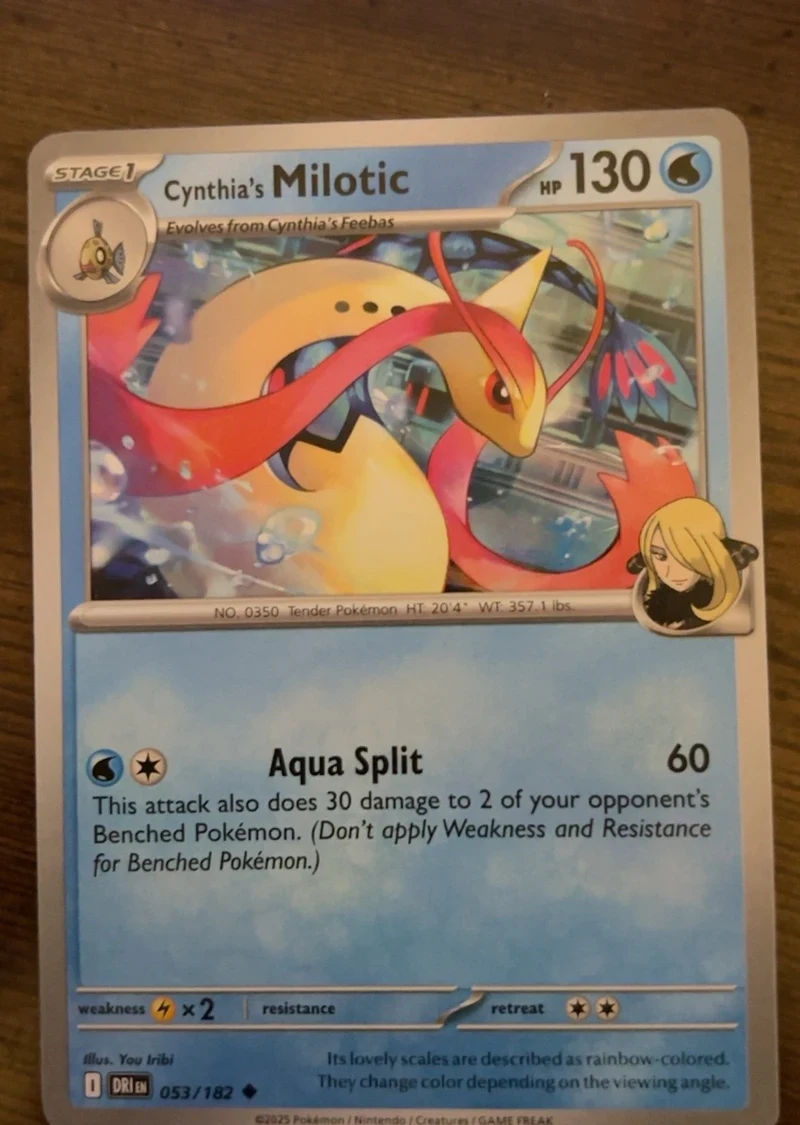 STAGE 1
Cynthia's Milotic
HP 130
Evolves from Cynthia's Feebas
NO. 0350 Tender Pokémon HT: 20'4" WT: 357.1 lbs.
Aqua Split 60
This attack also does 30 damage to 2 of your opponent's
Benched Pokémon. (Don't apply Weakness and Resistance
for Benched Pokémon.)
weakness ×2 resistance retreat
Illus. You Iribi
Its lovely scales are described as rainbow-colored.
They change color depending on the viewing angle.
I DRI EN 053/182
©2025 Pokémon / Nintendo / Creatures / GAME FREAK